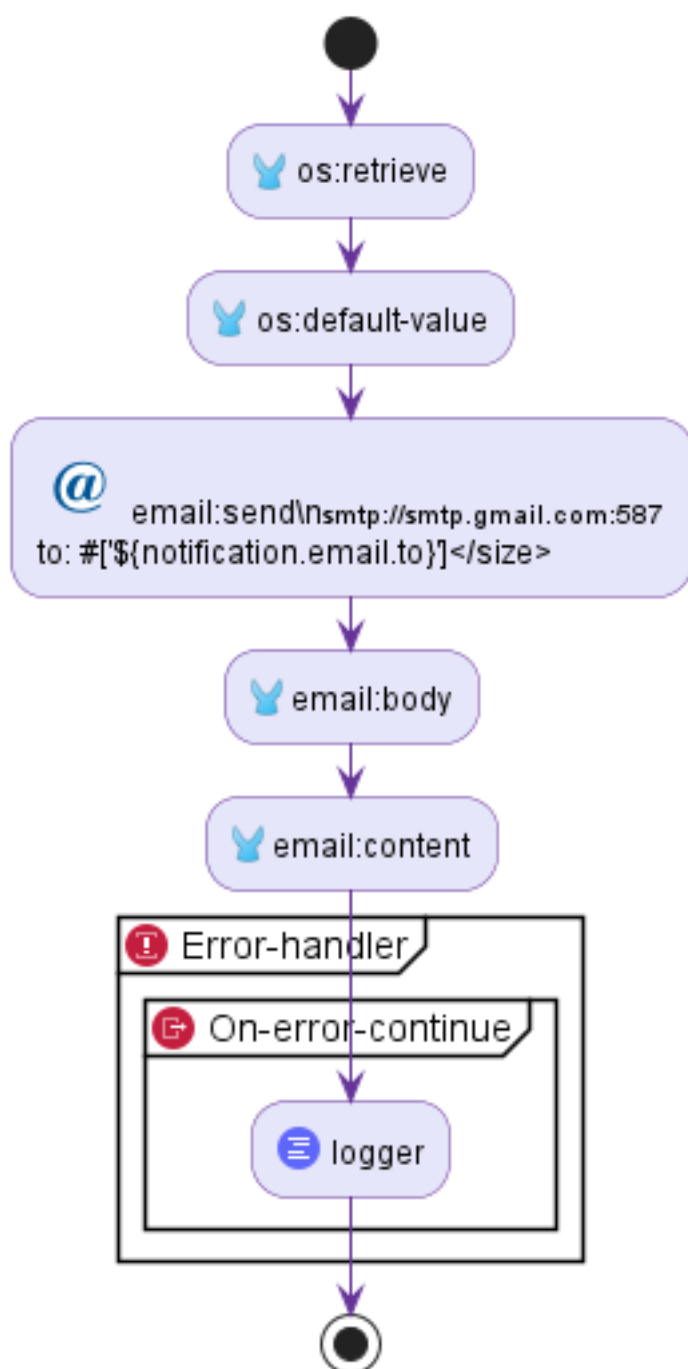 os:retrieve
os:default-value
@ email:send\nsmtp://smtp.gmail.com:587
to: #['${notification.email.to}']</size>
email:body
email:content
Error-handler
On-error-continue
logger